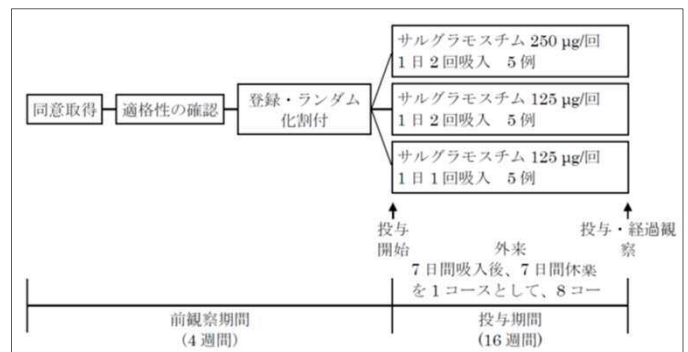 同意取得
適格性の確認
登録・ランダム
化割付
サルグラモスチム 250 μg/回
1日2回吸入　5例
サルグラモスチム 125 μg/回
1日2回吸入　5例
サルグラモスチム 125 μg/回
1日1回吸入　5例
投与
開始
投与・経過観
察
外来
7日間吸入後、7日間休薬
を1コースとして、8コー
前観察期間
(4週間)
投与期間
(16週間)